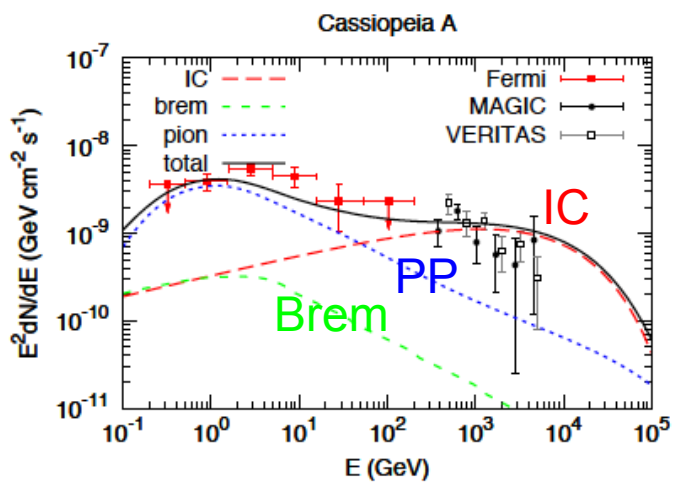 Cassiopeia A
10^-7
10^-8
10^-9
10^-10
10^-11
E^2dN/dE (GeV cm^-2 s^-1)
IC
brem
pion
total
Fermi
MAGIC
VERITAS
IC
PP
Brem
10^-1 10^0 10^1 10^2 10^3 10^4 10^5
E (GeV)